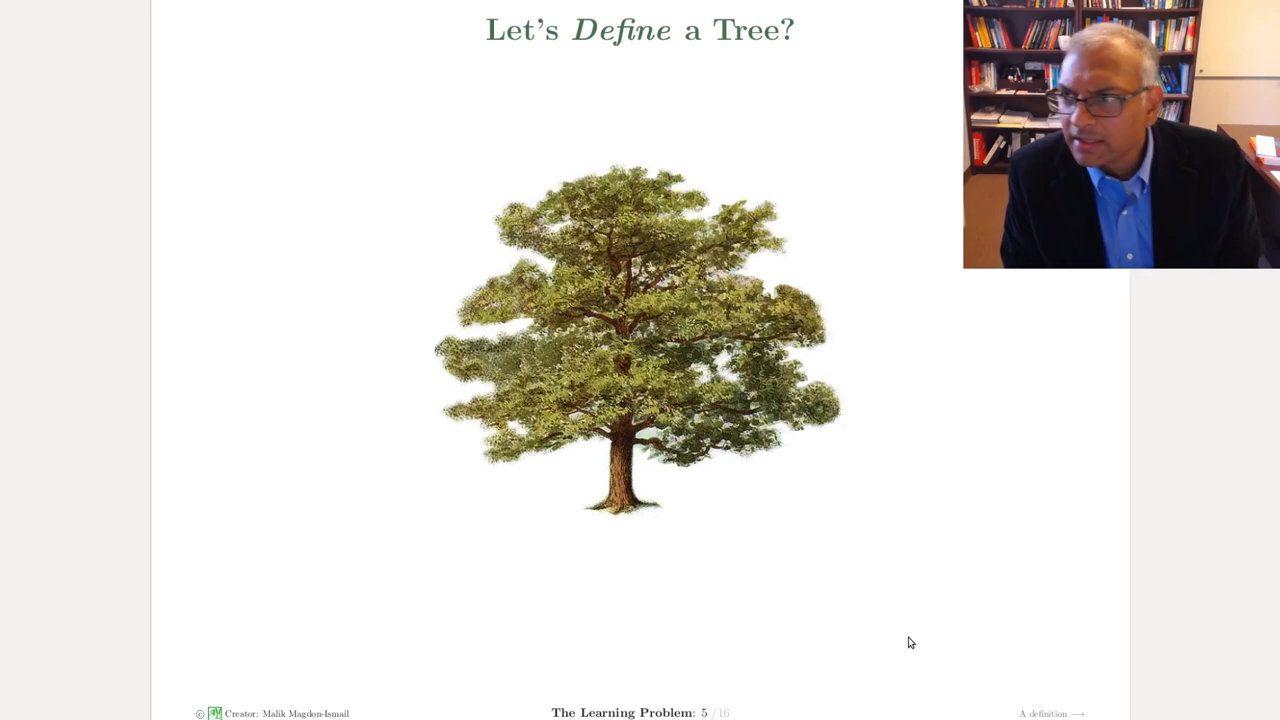 Let's Define a Tree?
© Creator: Malik Magdon-Ismail
The Learning Problem: 5 /16
A definition →